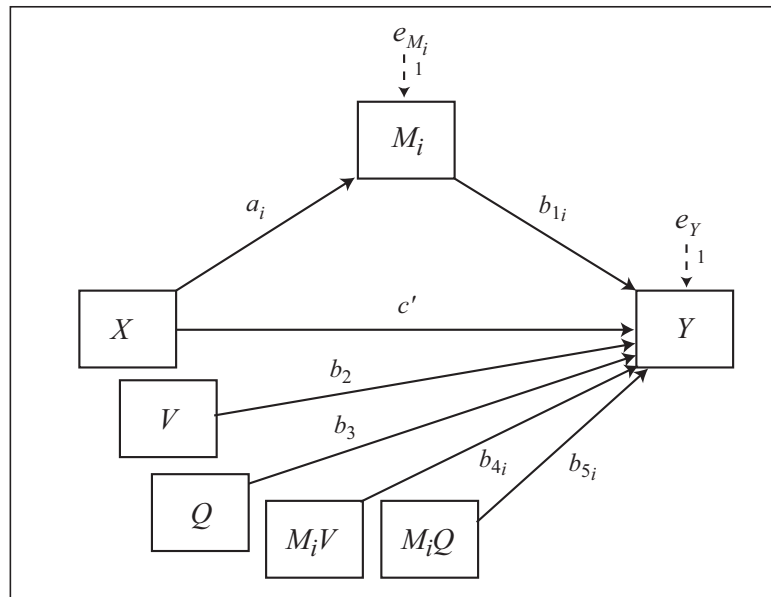 e_{M_i}
1
M_i
a_i
b_{1i}
e_Y
1
X
c′
Y
b_2
V
b_3
Q
b_{4i}
b_{5i}
M_iV
M_iQ